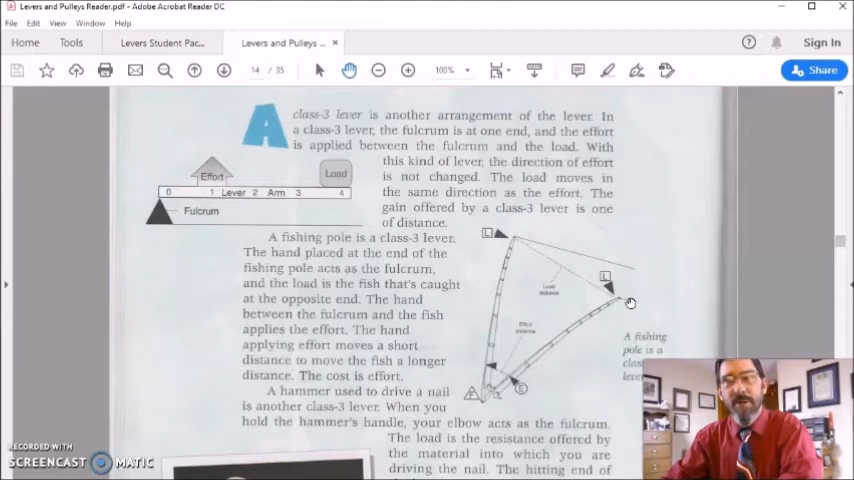 Levers and Pulleys Reader.pdf - Adobe Acrobat Reader DC
File Edit View Window Help
Home Tools Levers Student Pac... Levers and Pulleys ... × Sign In
14 / 35 100% Share
A class-3 lever is another arrangement of the lever. In
a class-3 lever, the fulcrum is at one end, and the effort
is applied between the fulcrum and the load. With
this kind of lever, the direction of effort
is not changed. The load moves in
the same direction as the effort. The
gain offered by a class-3 lever is one
of distance.
Effort Load
0 1 Lever 2 Arm 3 4
Fulcrum
A fishing pole is a class-3 lever.
The hand placed at the end of the
fishing pole acts as the fulcrum,
and the load is the fish that's caught
at the opposite end. The hand
between the fulcrum and the fish
applies the effort. The hand
applying effort moves a short
distance to move the fish a longer
distance. The cost is effort.
L
L
Load
distance
Effort
distance
E
F
A fishing
pole is a
lever
A hammer used to drive a nail
is another class-3 lever. When you
hold the hammer's handle, your elbow acts as the fulcrum.
The load is the resistance offered by
the material into which you are
driving the nail. The hitting end of
RECORDED WITH
SCREENCAST MATIC